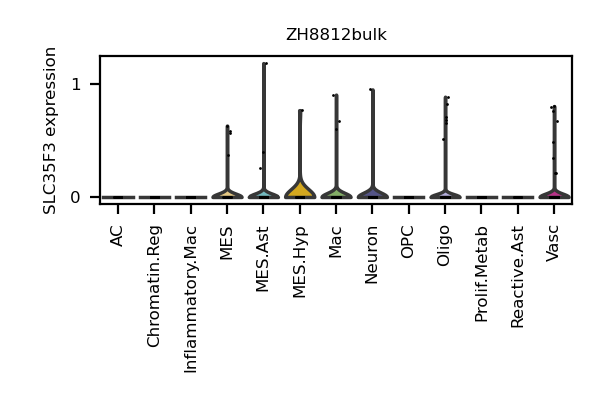 ZH8812bulk
SLC35F3 expression
1
0
AC
Chromatin.Reg
Inflammatory.Mac
MES
MES.Ast
MES.Hyp
Mac
Neuron
OPC
Oligo
Prolif.Metab
Reactive.Ast
Vasc